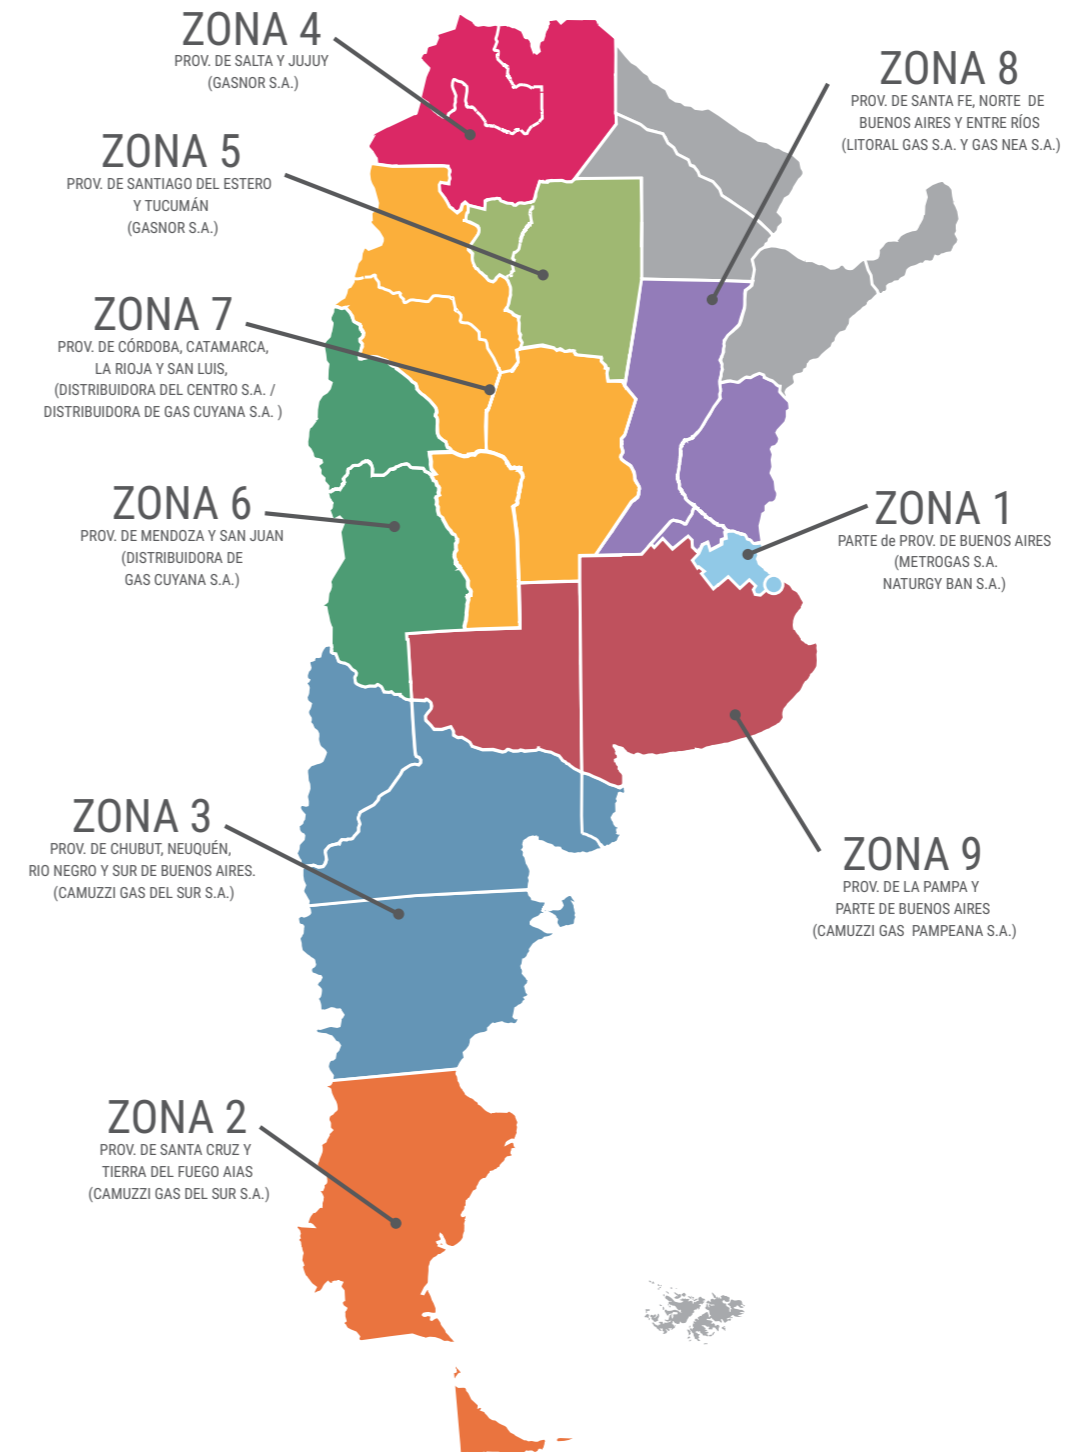 ZONA 4
PROV. DE SALTA Y JUJUY
(GASNOR S.A.)
ZONA 8
PROV. DE SANTA FE, NORTE DE
BUENOS AIRES Y ENTRE RÍOS
(LITORAL GAS S.A. Y GAS NEA S.A.)
ZONA 5
PROV. DE SANTIAGO DEL ESTERO
Y TUCUMÁN
(GASNOR S.A.)
ZONA 7
PROV. DE CÓRDOBA, CATAMARCA,
LA RIOJA Y SAN LUIS,
(DISTRIBUIDORA DEL CENTRO S.A. /
DISTRIBUIDORA DE GAS CUYANA S.A. )
ZONA 6
PROV. DE MENDOZA Y SAN JUAN
(DISTRIBUIDORA DE
GAS CUYANA S.A.)
ZONA 1
PARTE de PROV. DE BUENOS AIRES
(METROGAS S.A.
NATURGY BAN S.A.)
ZONA 3
PROV. DE CHUBUT, NEUQUÉN,
RIO NEGRO Y SUR DE BUENOS AIRES.
(CAMUZZI GAS DEL SUR S.A.)
ZONA 9
PROV. DE LA PAMPA Y
PARTE DE BUENOS AIRES
(CAMUZZI GAS PAMPEANA S.A.)
ZONA 2
PROV. DE SANTA CRUZ Y
TIERRA DEL FUEGO AIAS
(CAMUZZI GAS DEL SUR S.A.)